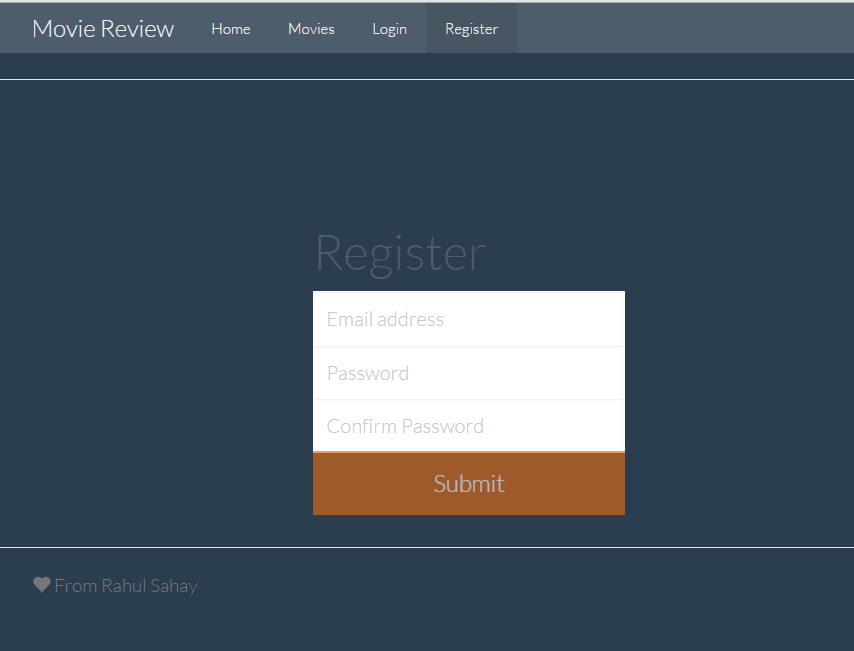 Movie Review Home Movies Login Register
Register
Email address
Password
Confirm Password
Submit
From Rahul Sahay